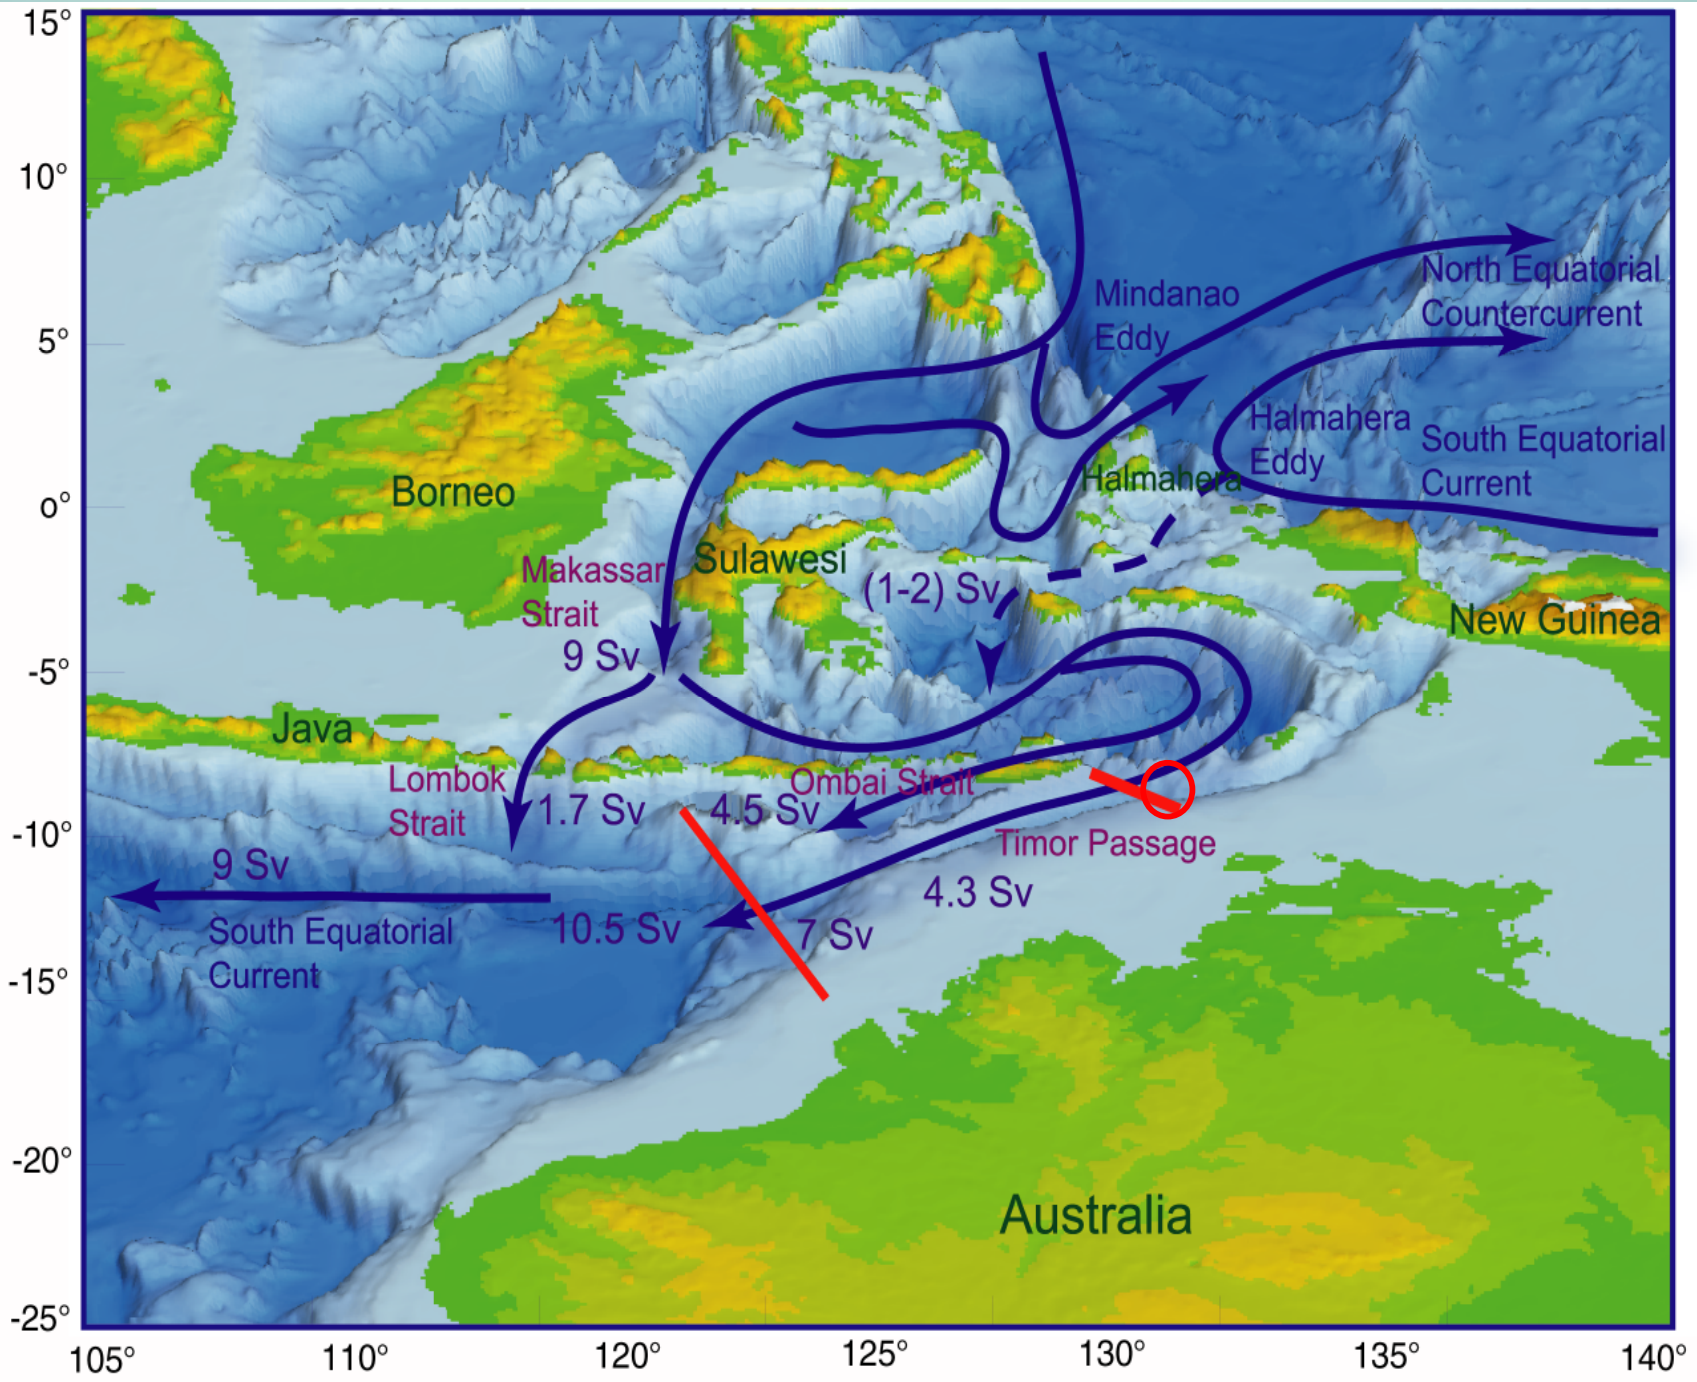 15°
10°
5°
0°
-5°
-10°
-15°
-20°
-25°
Mindanao
Eddy
North Equatorial
Countercurrent
Halmahera
Eddy
South Equatorial
Current
Halmahera
Borneo
Sulawesi
Makassar
Strait
9 Sv
(1-2) Sv
New Guinea
Java
Lombok
Strait
1.7 Sv
4.5 Sv
Ombai Strait
Timor Passage
4.3 Sv
9 Sv
South Equatorial
Current
10.5 Sv
7 Sv
Australia
105°
110°
120°
125°
130°
135°
140°